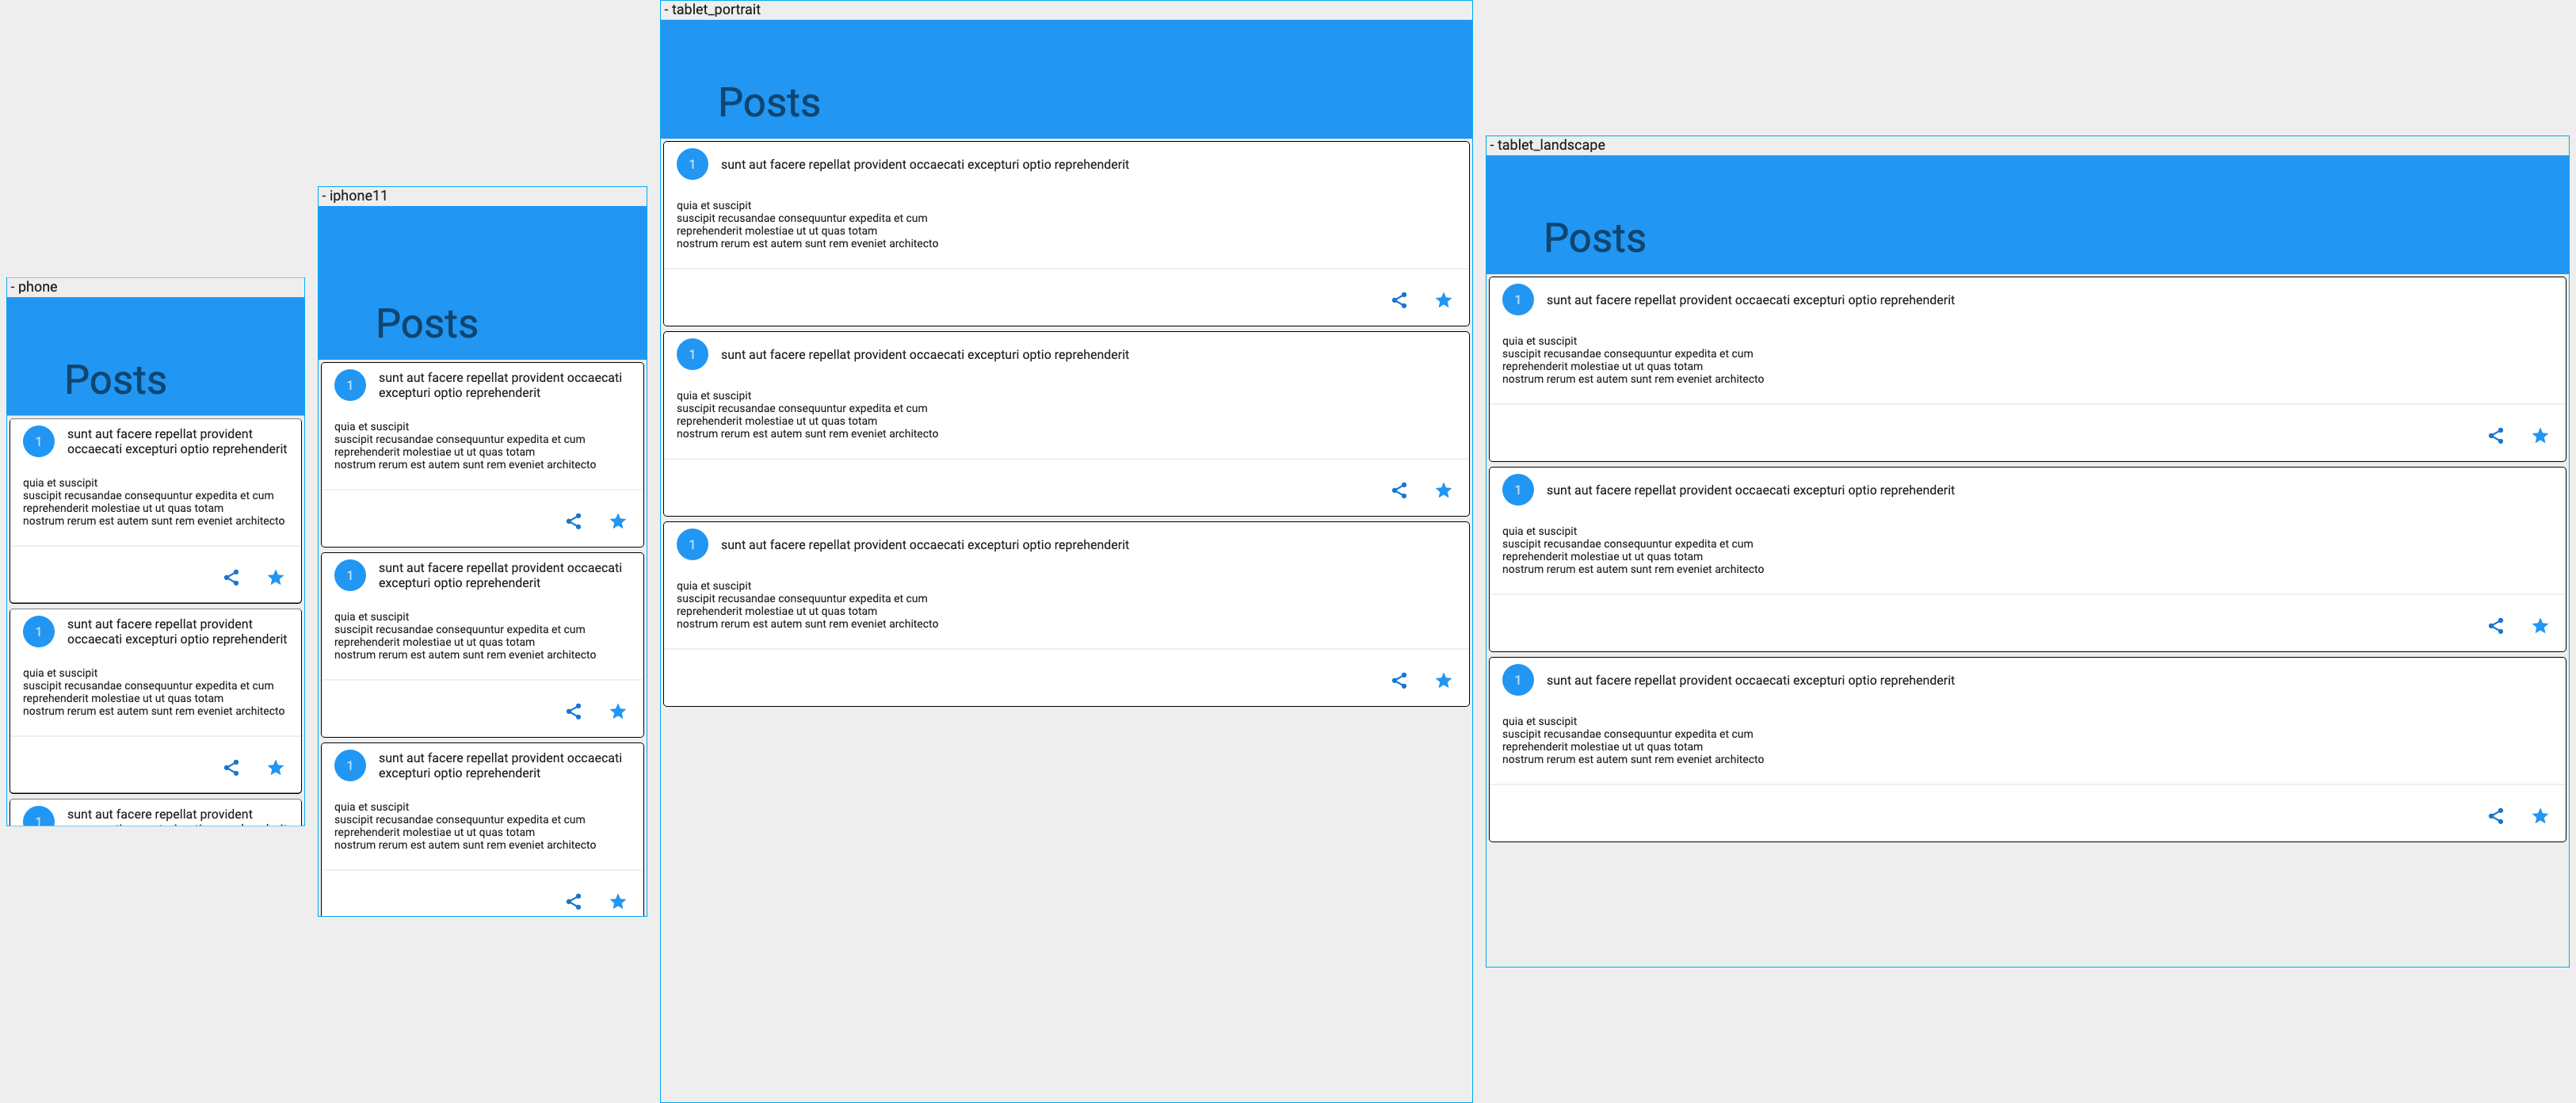 - phone
Posts
1
sunt aut facere repellat provident
occaecati excepturi optio reprehenderit
quia et suscipit
suscipit recusandae consequuntur expedita et cum
reprehenderit molestiae ut ut quas totam
nostrum rerum est autem sunt rem eveniet architecto
1
sunt aut facere repellat provident
occaecati excepturi optio reprehenderit
quia et suscipit
suscipit recusandae consequuntur expedita et cum
reprehenderit molestiae ut ut quas totam
nostrum rerum est autem sunt rem eveniet architecto
1
sunt aut facere repellat provident
- iphone11
Posts
1
sunt aut facere repellat provident occaecati
excepturi optio reprehenderit
quia et suscipit
suscipit recusandae consequuntur expedita et cum
reprehenderit molestiae ut ut quas totam
nostrum rerum est autem sunt rem eveniet architecto
1
sunt aut facere repellat provident occaecati
excepturi optio reprehenderit
quia et suscipit
suscipit recusandae consequuntur expedita et cum
reprehenderit molestiae ut ut quas totam
nostrum rerum est autem sunt rem eveniet architecto
1
sunt aut facere repellat provident occaecati
excepturi optio reprehenderit
quia et suscipit
suscipit recusandae consequuntur expedita et cum
reprehenderit molestiae ut ut quas totam
nostrum rerum est autem sunt rem eveniet architecto
- tablet_portrait
Posts
1
sunt aut facere repellat provident occaecati excepturi optio reprehenderit
quia et suscipit
suscipit recusandae consequuntur expedita et cum
reprehenderit molestiae ut ut quas totam
nostrum rerum est autem sunt rem eveniet architecto
1
sunt aut facere repellat provident occaecati excepturi optio reprehenderit
quia et suscipit
suscipit recusandae consequuntur expedita et cum
reprehenderit molestiae ut ut quas totam
nostrum rerum est autem sunt rem eveniet architecto
1
sunt aut facere repellat provident occaecati excepturi optio reprehenderit
quia et suscipit
suscipit recusandae consequuntur expedita et cum
reprehenderit molestiae ut ut quas totam
nostrum rerum est autem sunt rem eveniet architecto
- tablet_landscape
Posts
1
sunt aut facere repellat provident occaecati excepturi optio reprehenderit
quia et suscipit
suscipit recusandae consequuntur expedita et cum
reprehenderit molestiae ut ut quas totam
nostrum rerum est autem sunt rem eveniet architecto
1
sunt aut facere repellat provident occaecati excepturi optio reprehenderit
quia et suscipit
suscipit recusandae consequuntur expedita et cum
reprehenderit molestiae ut ut quas totam
nostrum rerum est autem sunt rem eveniet architecto
1
sunt aut facere repellat provident occaecati excepturi optio reprehenderit
quia et suscipit
suscipit recusandae consequuntur expedita et cum
reprehenderit molestiae ut ut quas totam
nostrum rerum est autem sunt rem eveniet architecto